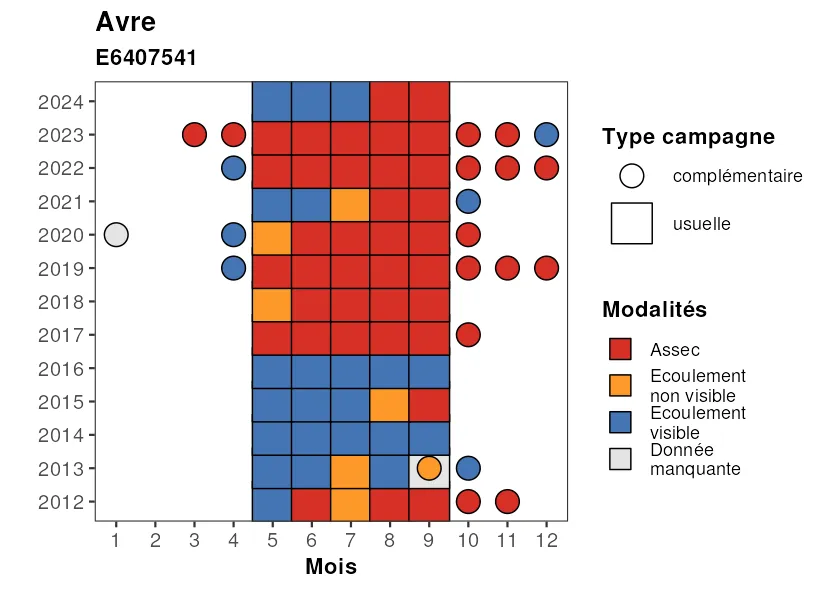 Avre
E6407541
2024
2023
2022
2021
2020
2019
2018
2017
2016
2015
2014
2013
2012
1 2 3 4 5 6 7 8 9 10 11 12
Mois
Type campagne
complémentaire
usuelle
Modalités
Assec
Ecoulement
non visible
Ecoulement
visible
Donnée
manquante